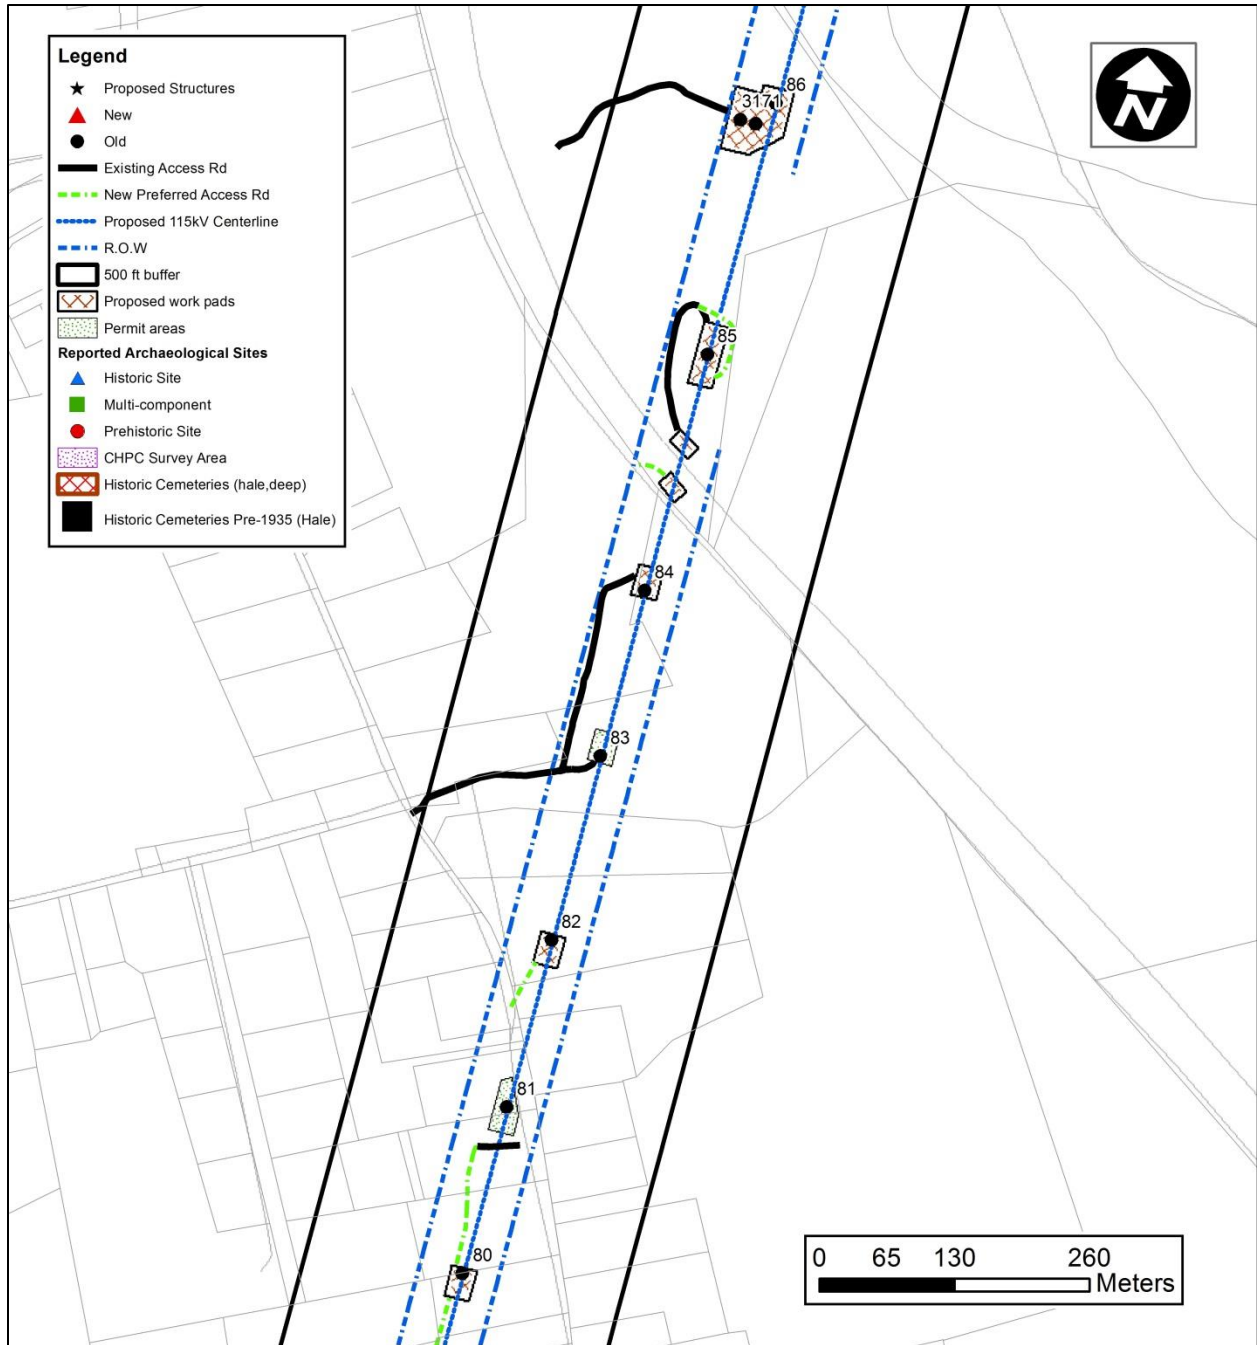 Legend
Proposed Structures
New
Old
Existing Access Rd
New Preferred Access Rd
Proposed 115kV Centerline
R.O.W
500 ft buffer
Proposed work pads
Permit areas
Reported Archaeological Sites
Historic Site
Multi-component
Prehistoric Site
CHPC Survey Area
Historic Cemeteries (hale,deep)
Historic Cemeteries Pre-1935 (Hale)
N
86
3171
85
84
83
82
81
80
0 65 130 260
Meters